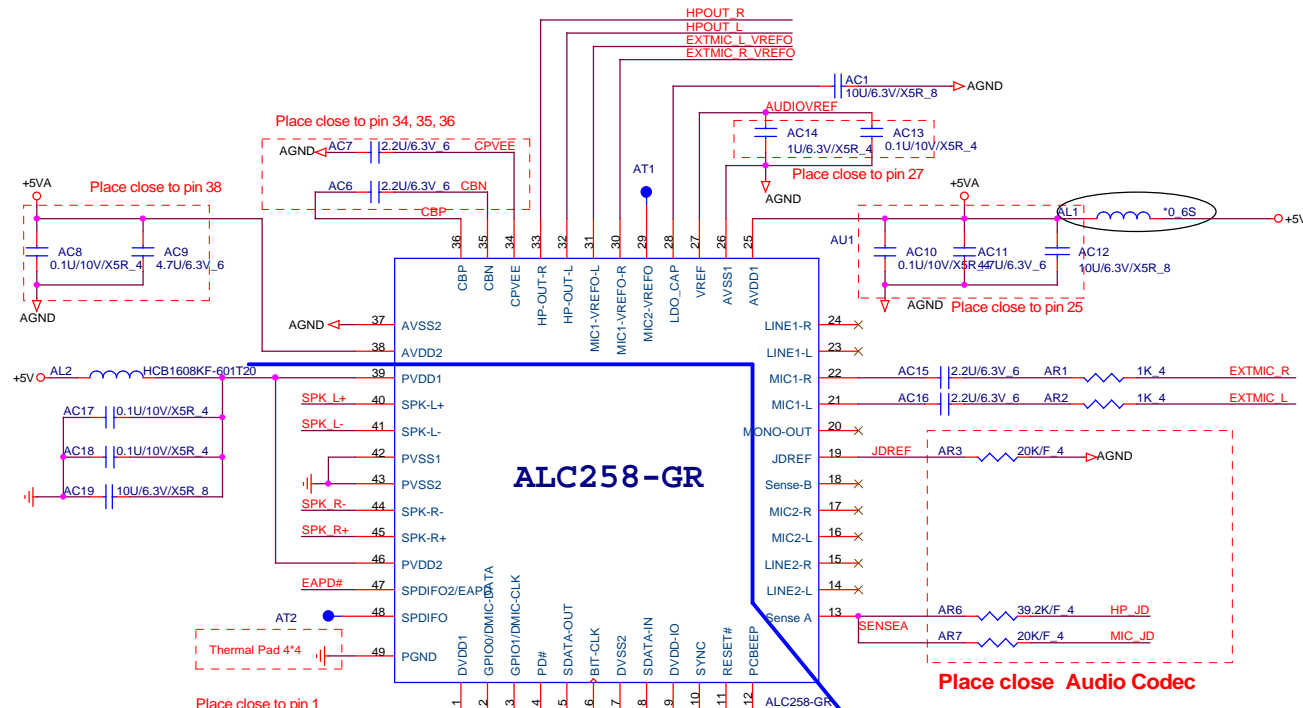 HPOUT_R
HPOUT_L
EXTMIC_L_VREFO
EXTMIC_R_VREFO
AC1
10U/6.3V/X5R_8
AGND
AUDIOVREF
AC14
1U/6.3V/X5R_4
AC13
0.1U/10V/X5R_4
Place close to pin 27
AGND
Place close to pin 34, 35, 36
AGND
AC7
2.2U/6.3V_6
CPVEE
AC6
2.2U/6.3V_6
CBN
CBP
AT1
+5VA
Place close to pin 38
AC8
0.1U/10V/X5R_4
AC9
4.7U/6.3V_6
AGND
+5VA
AL1
*0_6S
+5V
AU1
AC10
0.1U/10V/X5R_4
AC11
4.7U/6.3V_6
AC12
10U/6.3V/X5R_8
AGND
Place close to pin 25
36
35
34
33
32
31
30
29
28
27
26
25
CBP
CBN
CPVEE
HP-OUT-R
HP-OUT-L
MIC1-VREFO-L
MIC1-VREFO-R
MIC2-VREFO
LDO_CAP
VREF
AVSS1
AVDD1
AGND
37
AVSS2
38
AVDD2
+5V
AL2
HCB1608KF-601T20
39
PVDD1
SPK_L+
40
SPK-L+
SPK_L-
41
SPK-L-
42
PVSS1
43
PVSS2
SPK_R-
44
SPK-R-
SPK_R+
45
SPK-R+
46
PVDD2
EAPD#
47
SPDIFO2/EAPD
AT2
48
SPDIFO
Thermal Pad 4*4
49
PGND
AC17
0.1U/10V/X5R_4
AC18
0.1U/10V/X5R_4
AC19
10U/6.3V/X5R_8
ALC258-GR
LINE1-R
24
LINE1-L
23
MIC1-R
22
AC15
2.2U/6.3V_6
AR1
1K_4
EXTMIC_R
MIC1-L
21
AC16
2.2U/6.3V_6
AR2
1K_4
EXTMIC_L
MONO-OUT
20
JDREF
19
JDREF
AR3
20K/F_4
AGND
Sense-B
18
MIC2-R
17
MIC2-L
16
LINE2-R
15
LINE2-L
14
Sense A
13
SENSEA
AR6
39.2K/F_4
HP_JD
AR7
20K/F_4
MIC_JD
Place close Audio Codec
DVDD1
GPIO0/DMIC-DATA
GPIO1/DMIC-CLK
PD#
SDATA-OUT
BIT-CLK
DVSS2
SDATA-IN
DVDD-IO
SYNC
RESET#
PCBEEP
1
2
3
4
5
6
7
8
9
10
11
12
ALC258-GR
Place close to pin 1